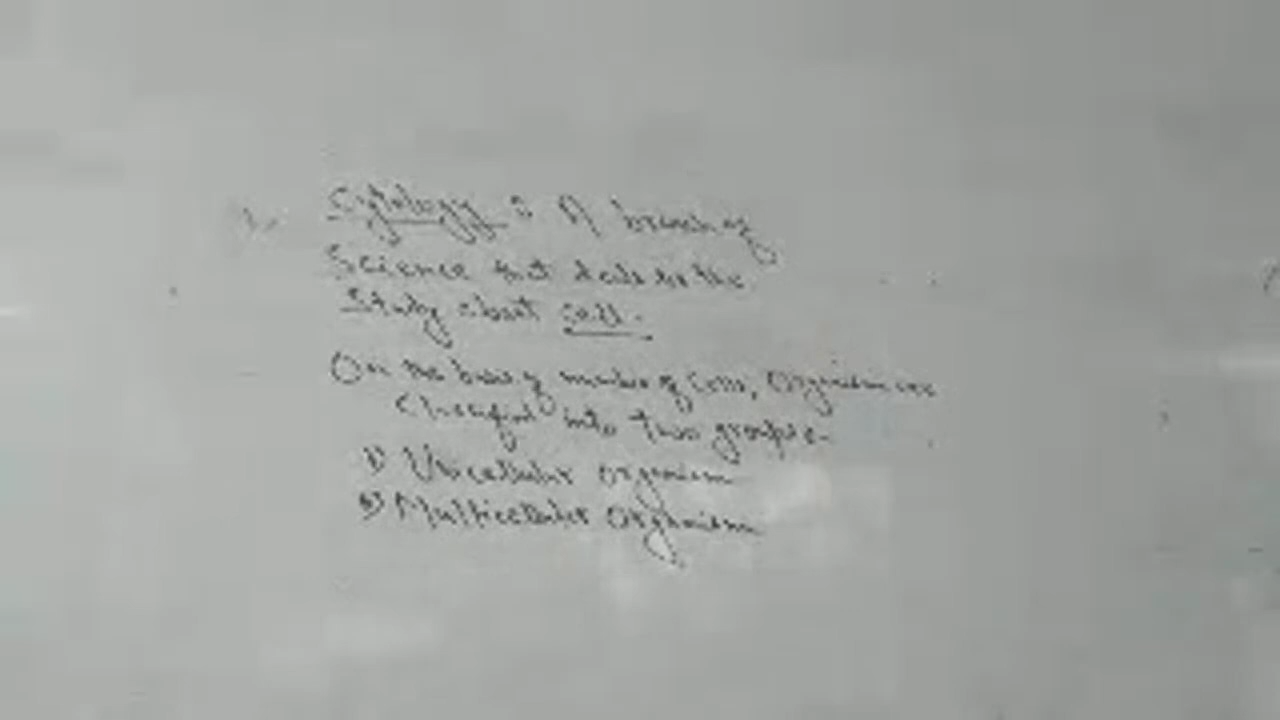 Cytology : A branch of
Science that deals to the
Study about cell.
On the basis of number of cells, Organism are
Classified into two groups-
1) Unicellular organism
2) Multicellular Organism